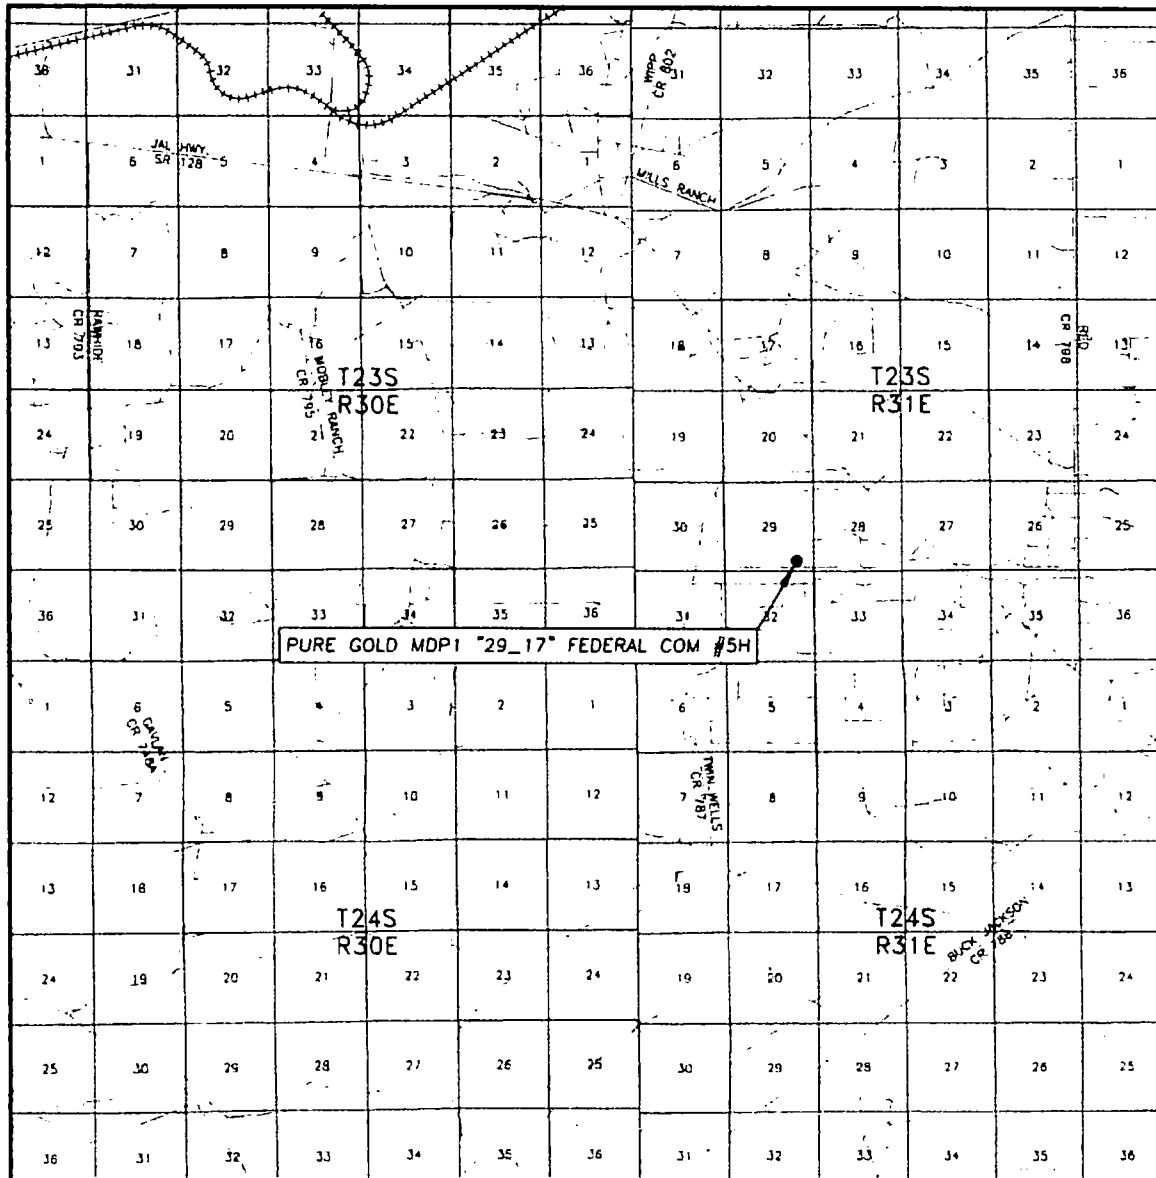 36 31 32 33 34 35 36 31 32 33 34 35 36
WIPP
CR 802
1 6 5 4 3 2 1 6 5 4 3 2 1
JAL HWY.
SR 128
MILLS RANCH
12 7 8 9 10 11 12 7 8 9 10 11 12
13 18 17 16 15 14 13 18 17 16 15 14 13
RAWHIDE
CR 7703
MOBLEY RANCH
CR 795
CR 798
T23S
R30E
T23S
R31E
24 19 20 21 22 23 24 19 20 21 22 23 24
25 30 29 28 27 26 25 30 29 28 27 26 25
36 31 32 33 34 35 36 31 32 33 34 35 36
PURE GOLD MDP1 "29_17" FEDERAL COM #5H
1 6 5 4 3 2 1 6 5 4 3 2 1
CR 748A
TWIN WELLS
CR 787
12 7 8 9 10 11 12 7 8 9 10 11 12
13 18 17 16 15 14 13 18 17 16 15 14 13
T24S
R30E
T24S
R31E
BUCK JACKSON
CR 788
24 19 20 21 22 23 24 19 20 21 22 23 24
25 30 29 28 27 26 25 30 29 28 27 26 25
36 31 32 33 34 35 36 31 32 33 34 35 36